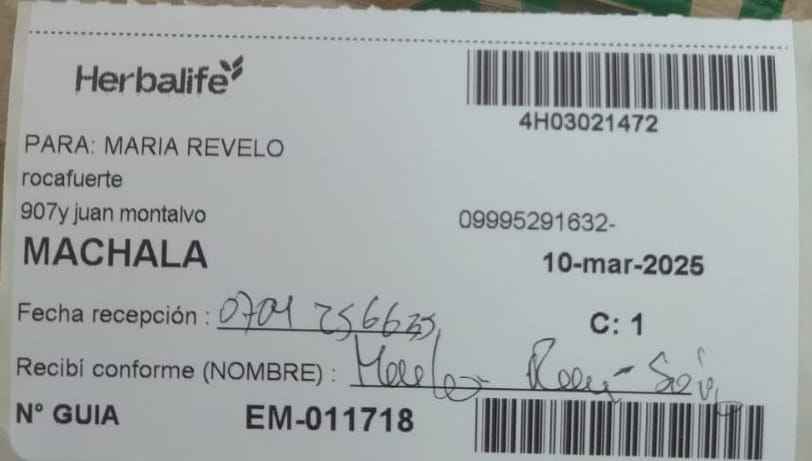 Herbalife
4H03021472
PARA: MARIA REVELO
rocafuerte
907y juan montalvo
09995291632-
MACHALA
10-mar-2025
Fecha recepción :
C: 1
Recibí conforme (NOMBRE) :
N° GUIA EM-011718